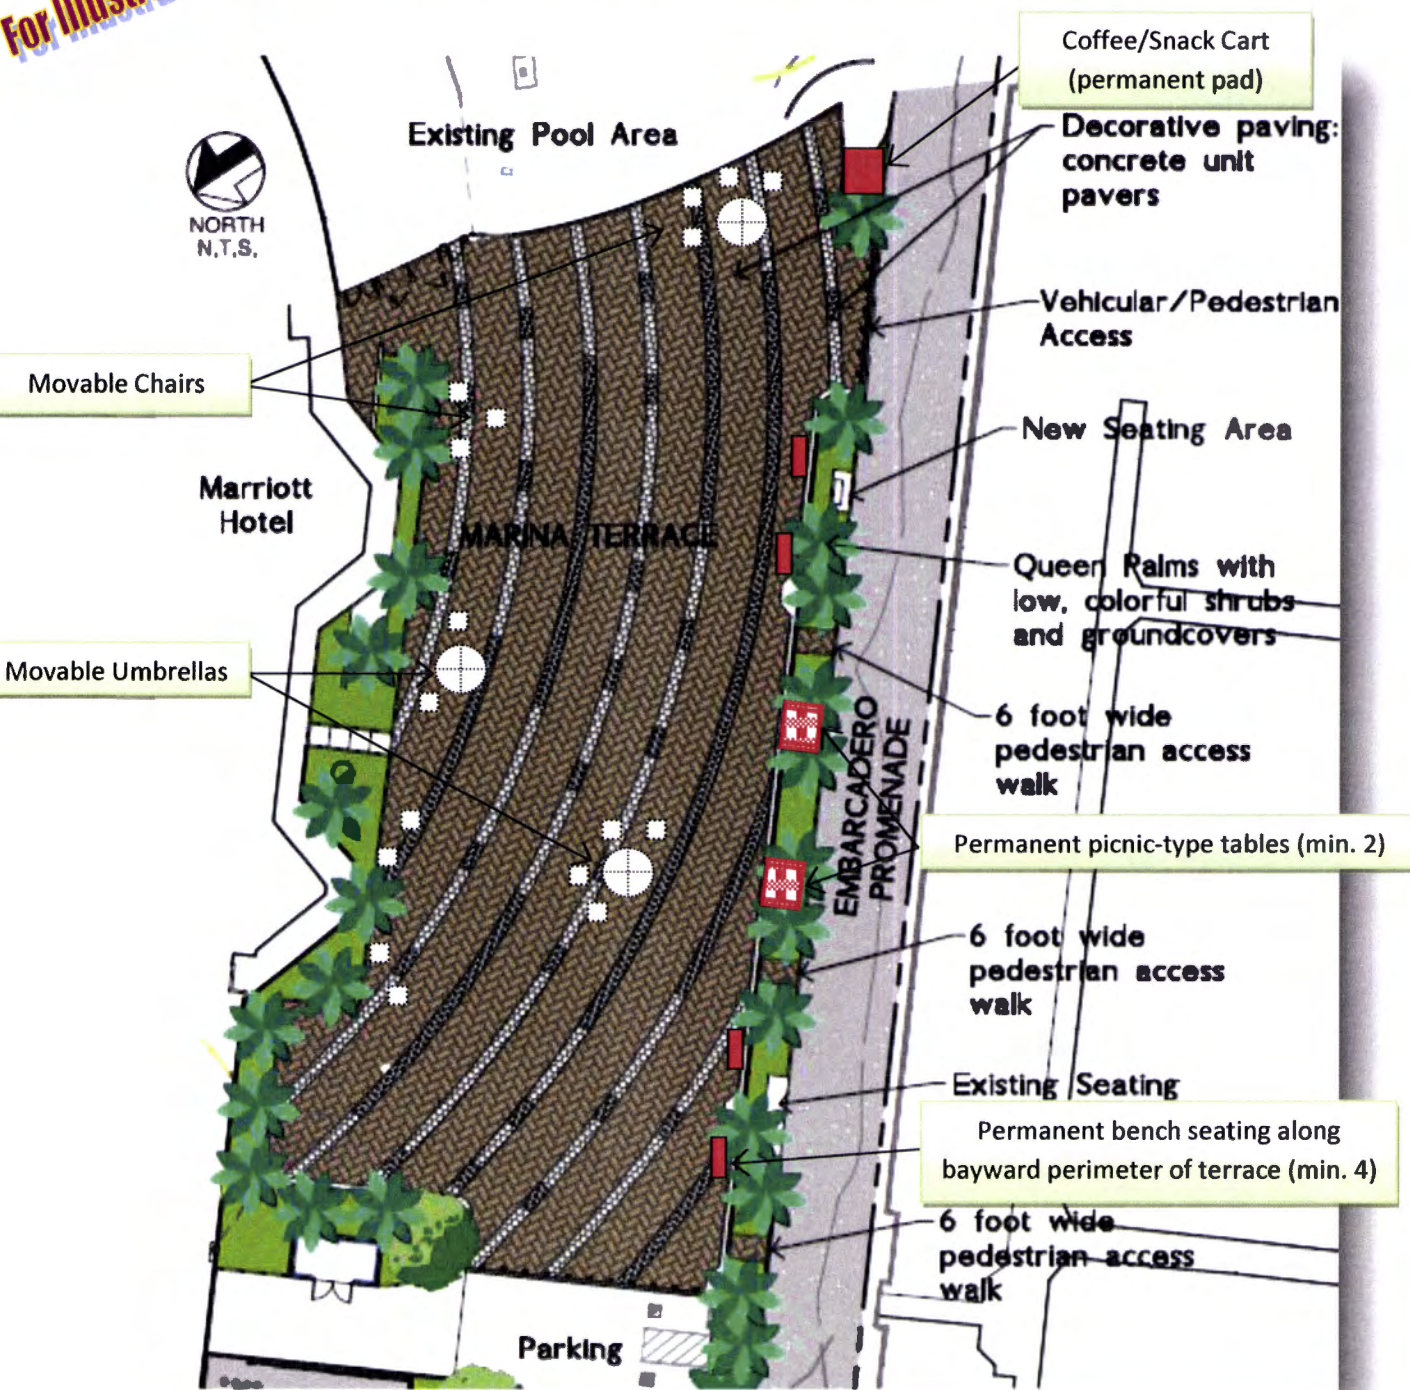 For Illustr
Coffee/Snack Cart
(permanent pad)
Existing Pool Area
Decorative paving:
concrete unit
pavers
NORTH
N.T.S.
Vehicular/Pedestrian
Access
Movable Chairs
New Seating Area
Marriott
Hotel
MARINA TERRACE
Queen Palms with
low, colorful shrubs
and groundcovers
Movable Umbrellas
6 foot wide
pedestrian access
walk
EMBARCADERO
PROMENADE
Permanent picnic-type tables (min. 2)
6 foot wide
pedestrian access
walk
Existing Seating
Permanent bench seating along
bayward perimeter of terrace (min. 4)
6 foot wide
pedestrian access
walk
Parking